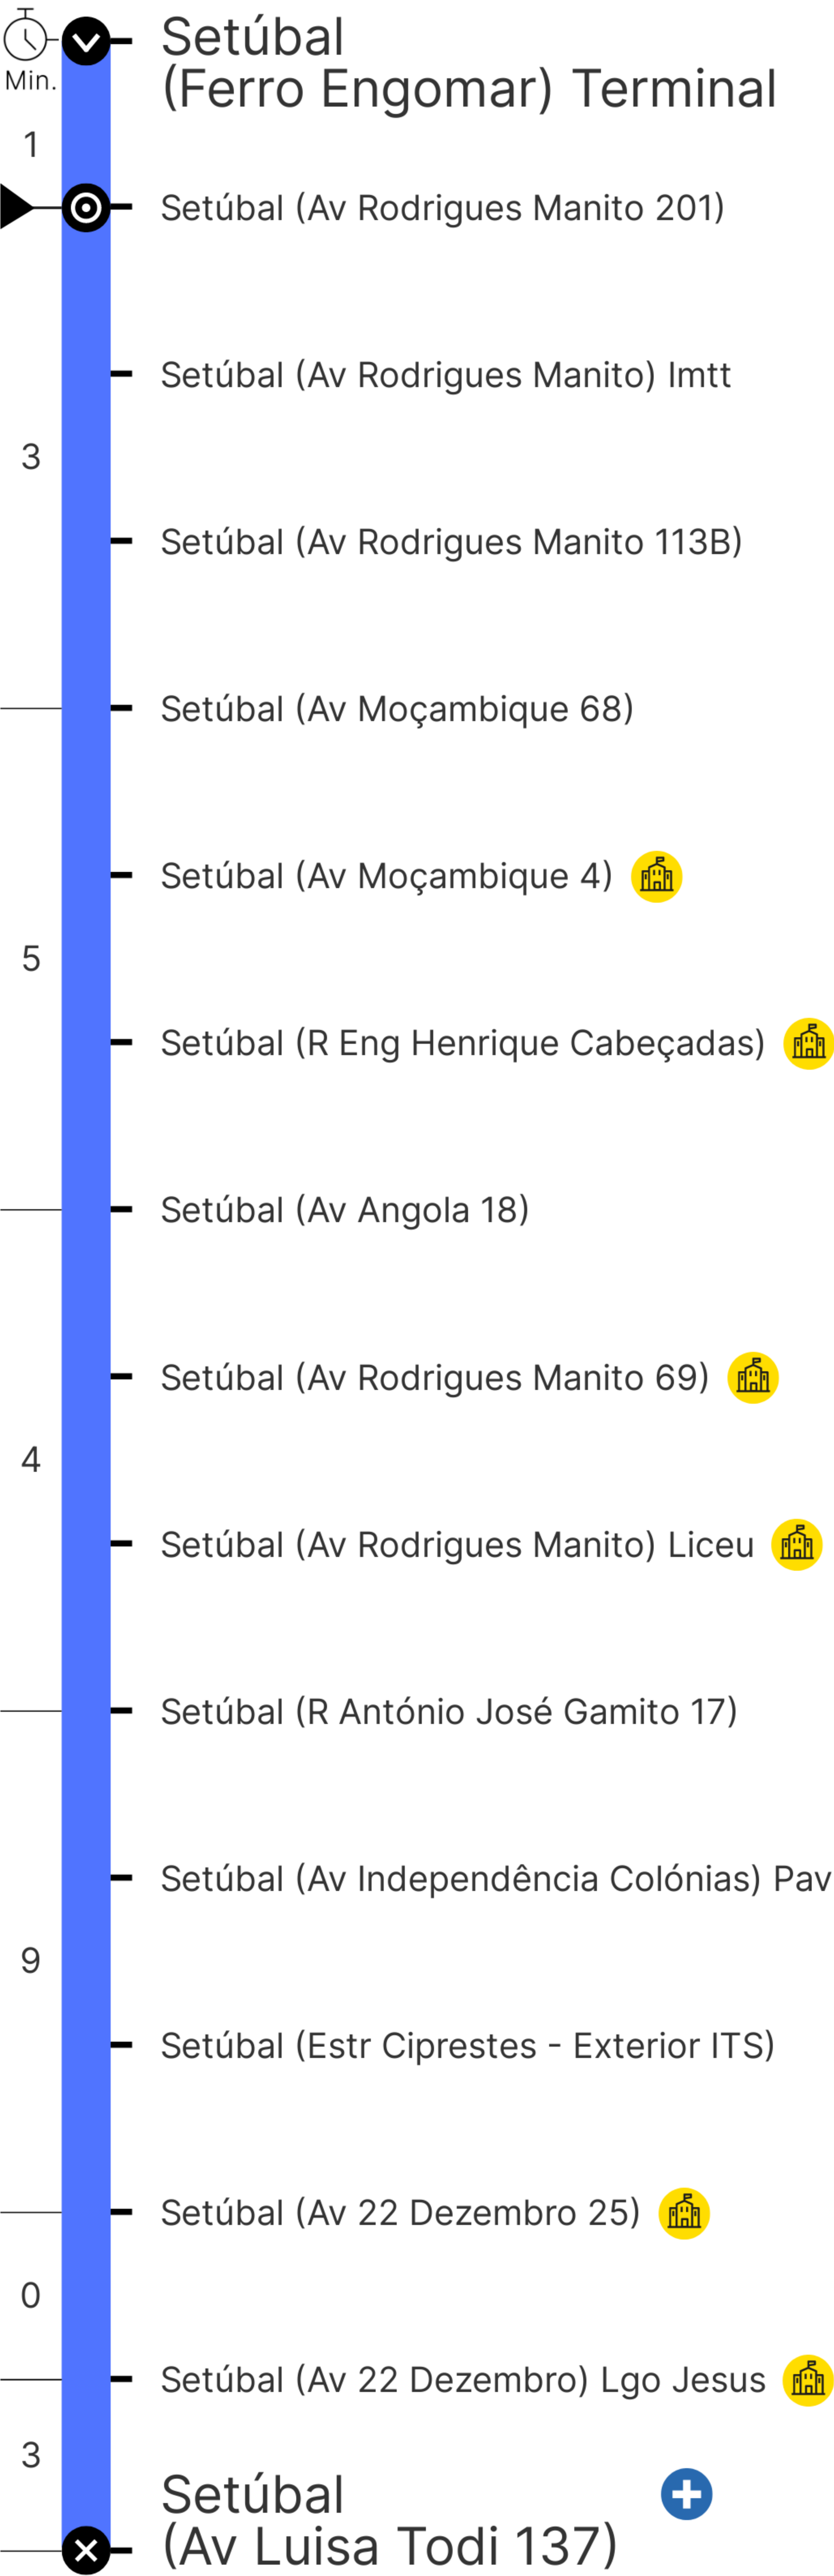 Setúbal
(Ferro Engomar) Terminal
Min.
1
Setúbal (Av Rodrigues Manito 201)
Setúbal (Av Rodrigues Manito) Imtt
3
Setúbal (Av Rodrigues Manito 113B)
Setúbal (Av Moçambique 68)
Setúbal (Av Moçambique 4)
5
Setúbal (R Eng Henrique Cabeçadas)
Setúbal (Av Angola 18)
Setúbal (Av Rodrigues Manito 69)
4
Setúbal (Av Rodrigues Manito) Liceu
Setúbal (R António José Gamito 17)
Setúbal (Av Independência Colónias) Pav
9
Setúbal (Estr Ciprestes - Exterior ITS)
Setúbal (Av 22 Dezembro 25)
0
Setúbal (Av 22 Dezembro) Lgo Jesus
3
Setúbal
(Av Luisa Todi 137)